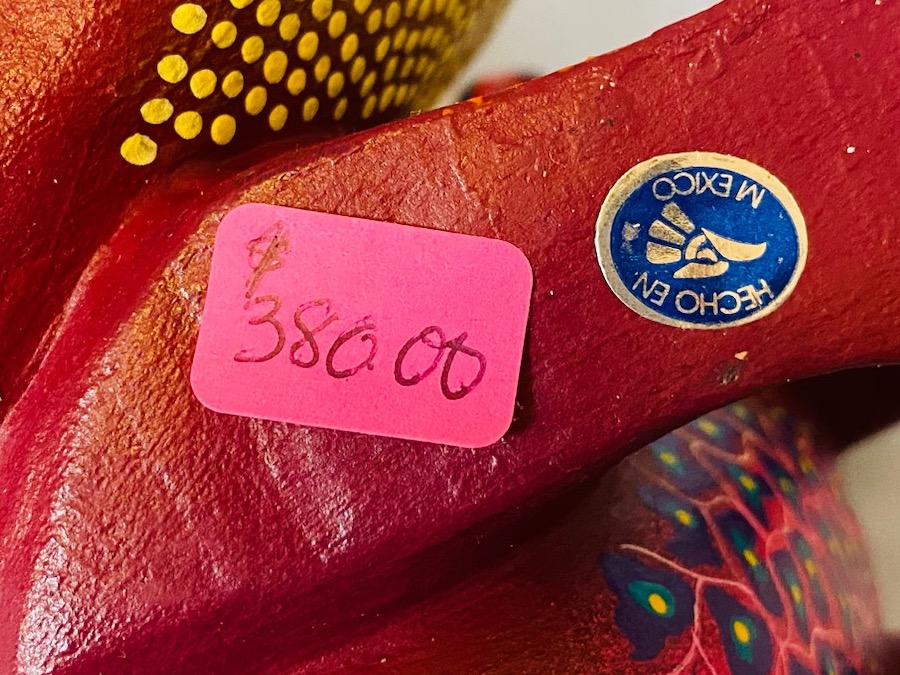 $
380.00
HECHO EN
MEXICO